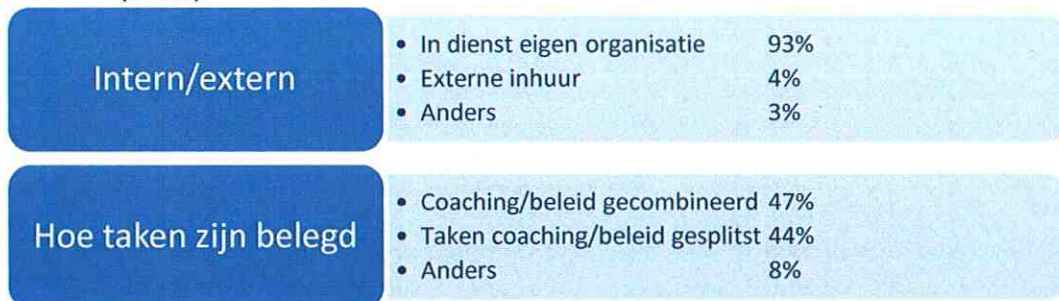 Intern/extern
• In dienst eigen organisatie 93%
• Externe inhuur 4%
• Anders 3%
Hoe taken zijn belegd
• Coaching/beleid gecombineerd 47%
• Taken coaching/beleid gesplitst 44%
• Anders 8%